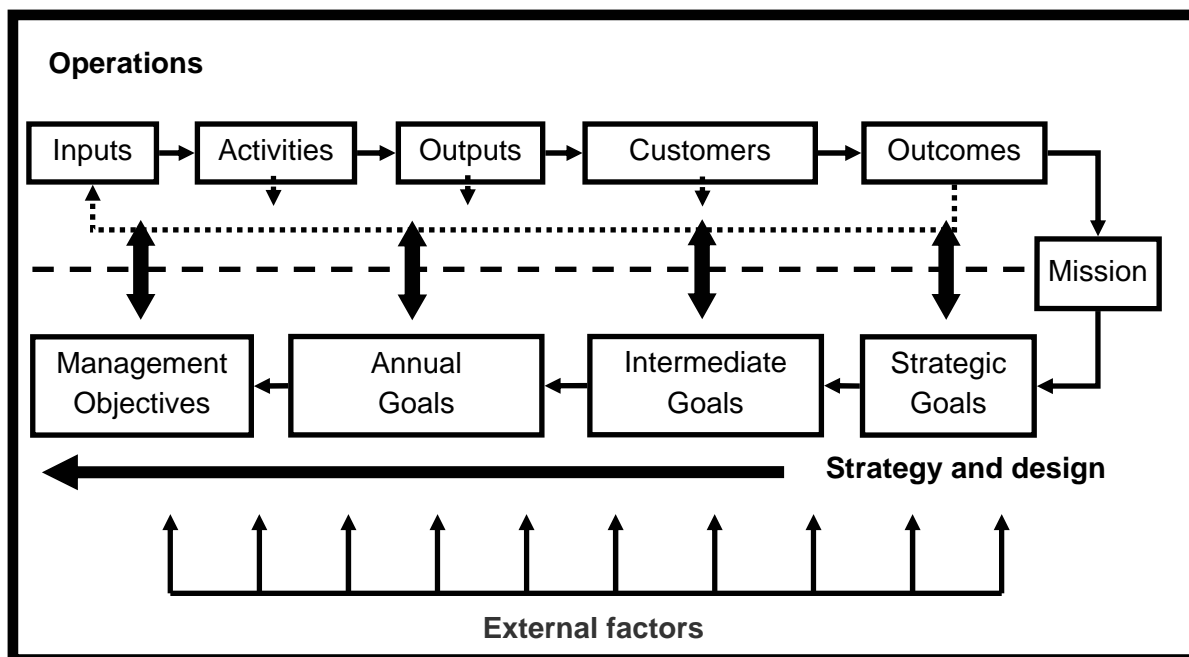 Operations
Inputs
Activities
Outputs
Customers
Outcomes
Mission
Management
Objectives
Annual
Goals
Intermediate
Goals
Strategic
Goals
Strategy and design
External factors